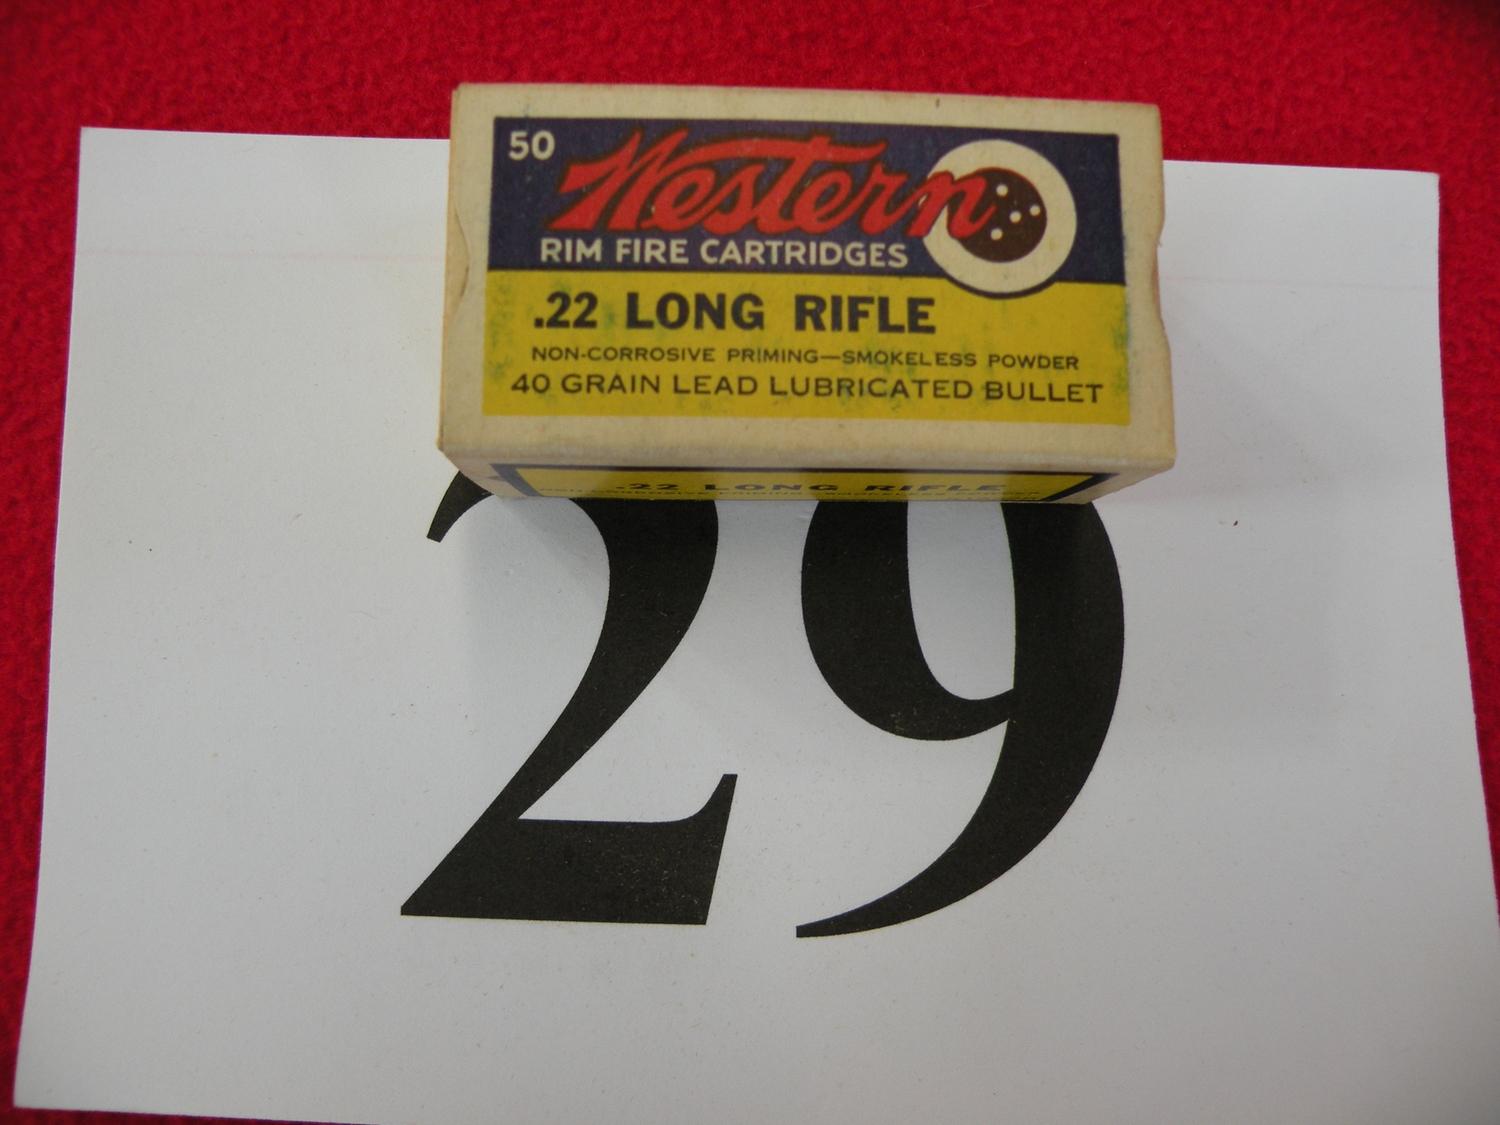 50
Western
RIM FIRE CARTRIDGES
.22 LONG RIFLE
NON-CORROSIVE PRIMING—SMOKELESS POWDER
40 GRAIN LEAD LUBRICATED BULLET
.22 LONG RIFLE
29